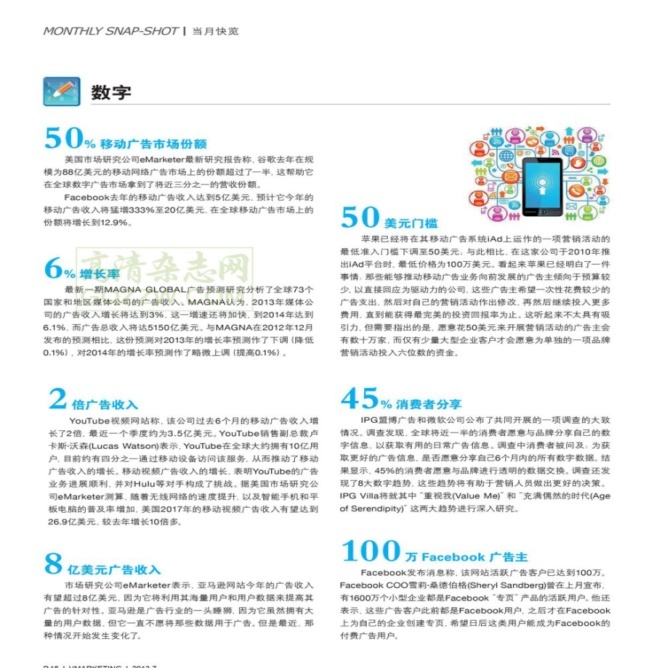 MONTHLY SNAP-SHOT | 当月快览
数字
50% 移动广告市场份额
美国市场研究公司eMarketer最新研究报告称, 谷歌去年在规
模为88亿美元的移动网络广告市场上的份额超过了一半, 这帮助它
在全球数字广告市场拿到了将近三分之一的营收份额。
Facebook去年的移动广告收入达到5亿美元, 预计它今年的
移动广告收入将猛增333%至20亿美元, 在全球移动广告市场上的
份额将增长到12.9%。
高清杂志网
6% 增长率
最新一期MAGNA GLOBAL广告预测研究分析了全球73个
国家和地区媒体公司的广告收入。MAGNA认为, 2013年媒体公
司的广告收入增长将达到3%, 这一增速还将加快, 到2014年达到
6.1%, 而广告总收入将达5150亿美元。与MAGNA在2012年12月
发布的预测相比, 这份预测对2013年的增长率预测作了下调 (降低
0.1%) , 对2014年的增长率预测作了略微上调 (提高0.1%) 。
2 倍广告收入
YouTube视频网站称, 该公司过去6个月的移动广告收入增
长了2倍, 最近一个季度约为3.5亿美元。YouTube销售副总裁卢
卡斯·沃森(Lucas Watson)表示, YouTube在全球大约拥有10亿用
户, 目前约有四分之一通过移动设备访问该服务, 从而推动了移动
广告收入的增长。移动视频广告收入的增长, 表明YouTube的广告
业务进展顺利, 并对Hulu等对手构成了挑战。据美国市场研究公
司eMarketer测算, 随着无线网络的速度提升, 以及智能手机和平
板电脑的普及率增加, 美国2017年的移动视频广告收入有望达到
26.9亿美元, 较去年增长10倍多。
8 亿美元广告收入
市场研究公司eMarketer表示, 亚马逊网站今年的广告收入
有望超过8亿美元, 因为它将利用其海量用户和用户数据来提高其
广告的针对性。亚马逊是广告行业的一头睡狮, 因为它虽然拥有大
量的用户数据, 但它一直不愿将那些数据用于广告。但是最近, 那
种情况开始发生变化了。
50 美元门槛
苹果已经将在其移动广告系统iAd上运作的一项营销活动的
最低准入门槛下调至50美元, 与此相比, 在这家公司于2010年推
出iAd平台时, 最低价格为100万美元。看起来苹果已经明白了一件
事情, 那些能够推动移动广告业务向前发展的广告主倾向于预算较
少, 以直接回应为驱动力的公司, 这些广告主希望一次性花费较少的
广告支出, 然后对自己的营销活动作出修改, 再然后继续投入更多
费用, 直到能获得最完美的投资回报率为止。这听起来不大具有吸
引力, 但需要指出的是, 愿意花50美元来开展营销活动的广告主会
有数十万家, 而仅有少量大型企业客户才会愿意为单独的一项品牌
营销活动投入六位数的资金。
45% 消费者分享
IPG盟博广告和微软公司公布了共同开展的一项调查的大致
情况。调查发现, 全球将近一半的消费者愿意与品牌分享自己的数
字信息, 以获取有用的日常广告信息。调查中消费者被问及: 为获
取更好的广告信息, 是否愿意分享自己6个月内的所有数字数据。结
果显示, 45%的消费者愿意与品牌进行透明的数据交换。调查还发
现了8大数字趋势, 这些趋势将有助于营销人员做出更好的决策。
IPG Villa将就其中“重视我(Value Me)”和“充满偶然的时代(Age
of Serendipity)”这两大趋势进行深入研究。
100 万 Facebook 广告主
Facebook发布消息称, 该网站活跃广告客户已达到100万。
Facebook COO雪莉·桑德伯格(Sheryl Sandberg)曾在上月宣布,
有1600万个小型企业都是Facebook“专页”产品的活跃用户。他还
表示, 这些广告客户此前都是Facebook用户, 之后才在Facebook
上为自己的企业创建专页, 希望日后这类用户能成为Facebook的
付费广告用户。